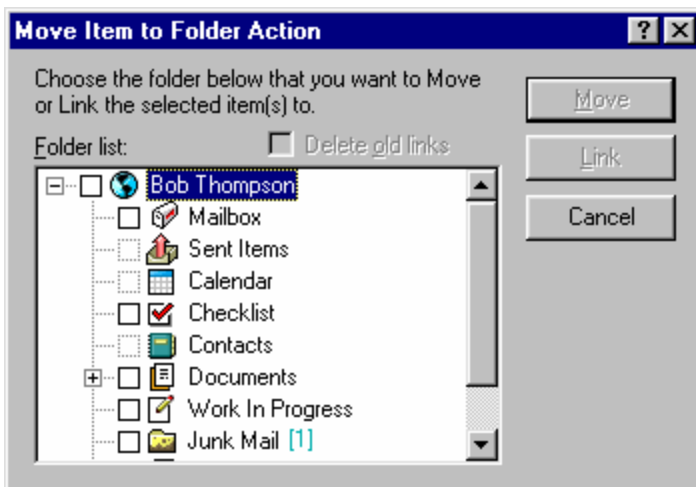 Move Item to Folder Action
Choose the folder below that you want to Move
or Link the selected item(s) to.
Folder list:
Delete old links
Move
Link
Cancel
Bob Thompson
Mailbox
Sent Items
Calendar
Checklist
Contacts
Documents
Work In Progress
Junk Mail [1]